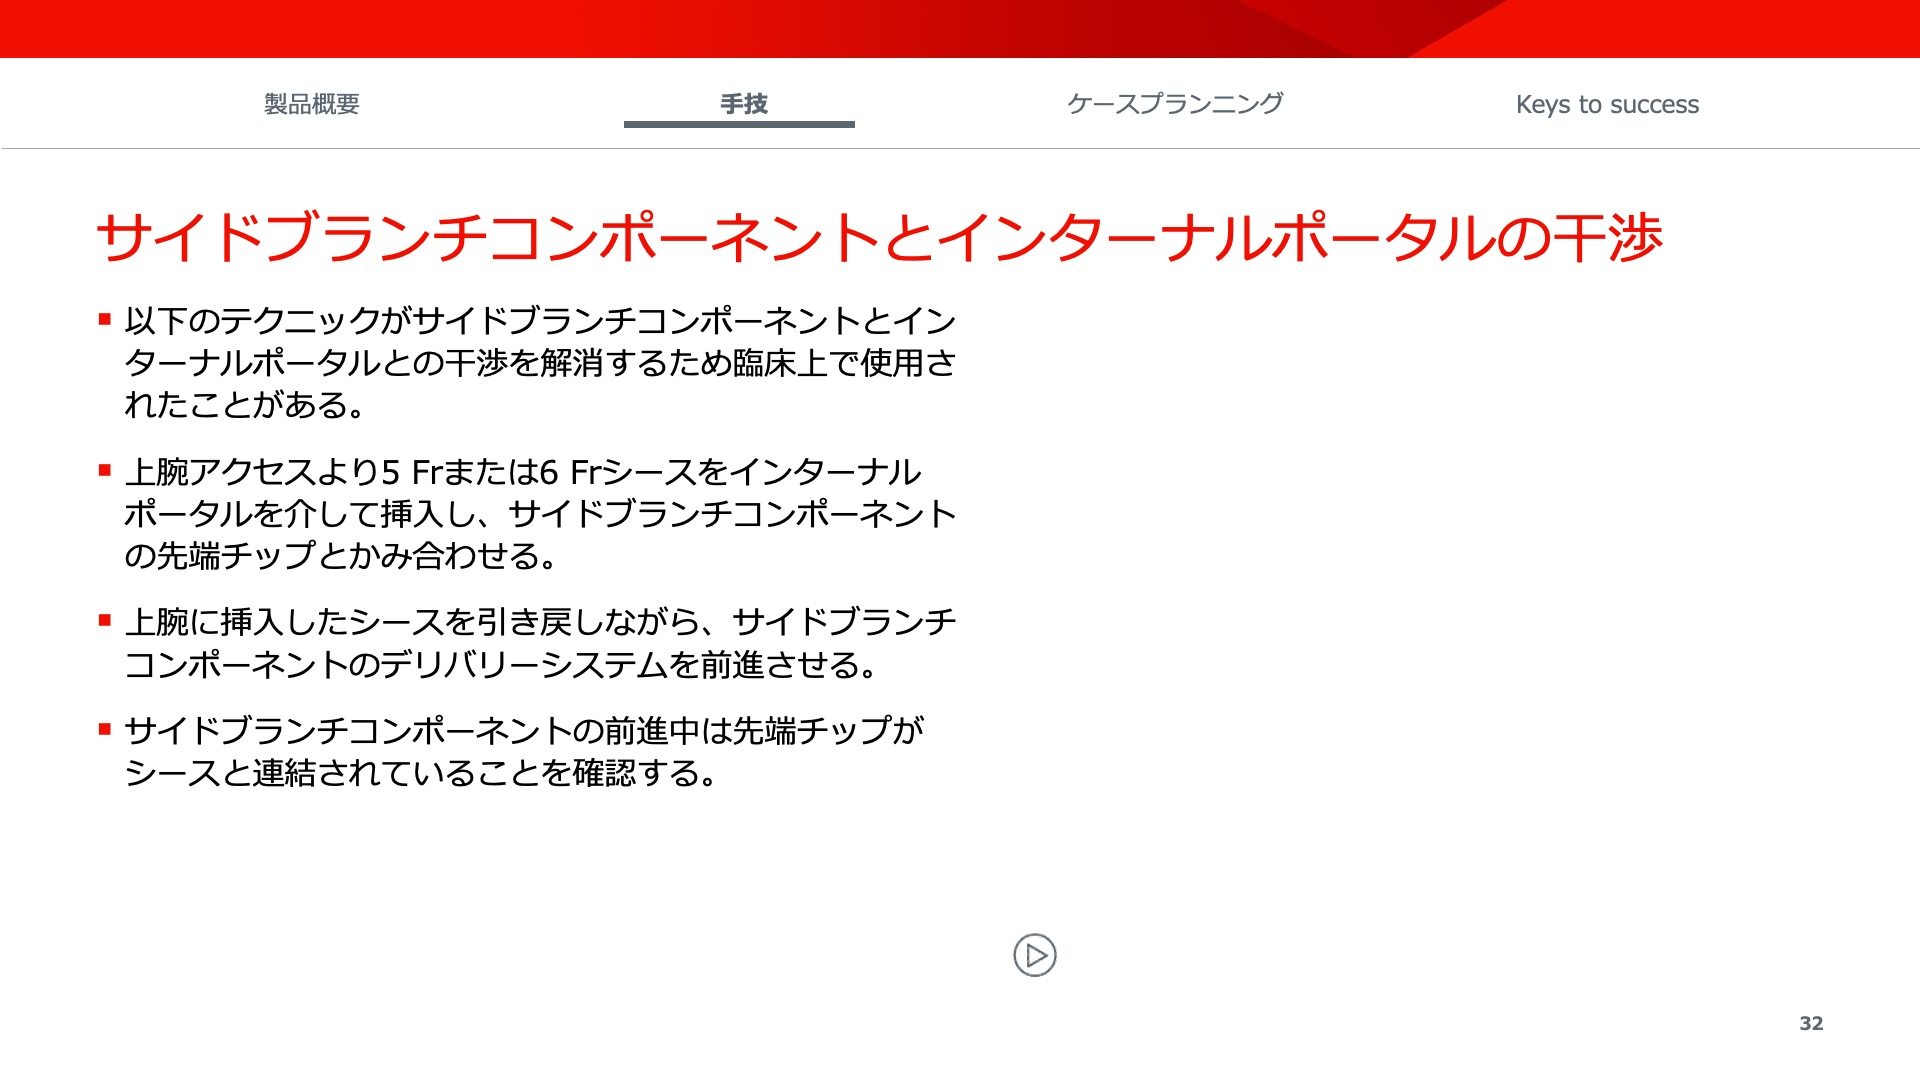 製品概要
手技
ケースプランニング
Keys to success
サイドブランチコンポーネントとインターナルポータルの干渉
以下のテクニックがサイドブランチコンポーネントとイン
ターナルポータルとの干渉を解消するため臨床上で使用さ
れたことがある。
上腕アクセスより5 Frまたは6 Frシースをインターナル
ポータルを介して挿入し、サイドブランチコンポーネント
の先端チップとかみ合わせる。
上腕に挿入したシースを引き戻しながら、サイドブランチ
コンポーネントのデリバリーシステムを前進させる。
サイドブランチコンポーネントの前進中は先端チップが
シースと連結されていることを確認する。
32